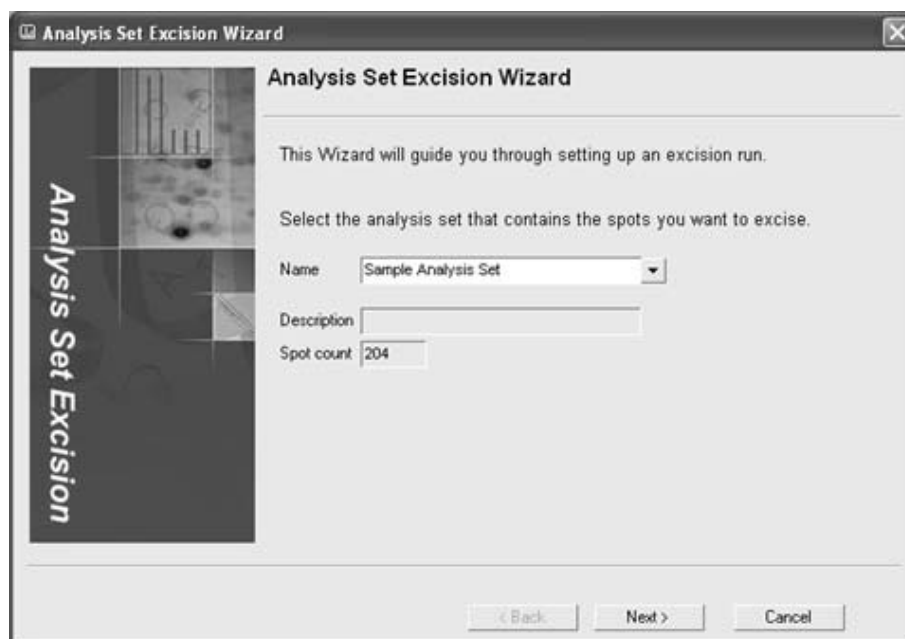 Analysis Set Excision Wizard
Analysis Set Excision Wizard
This Wizard will guide you through setting up an excision run.
Select the analysis set that contains the spots you want to excise.
Name Sample Analysis Set
Description
Spot count 204
Analysis Set Excision
< Back Next > Cancel